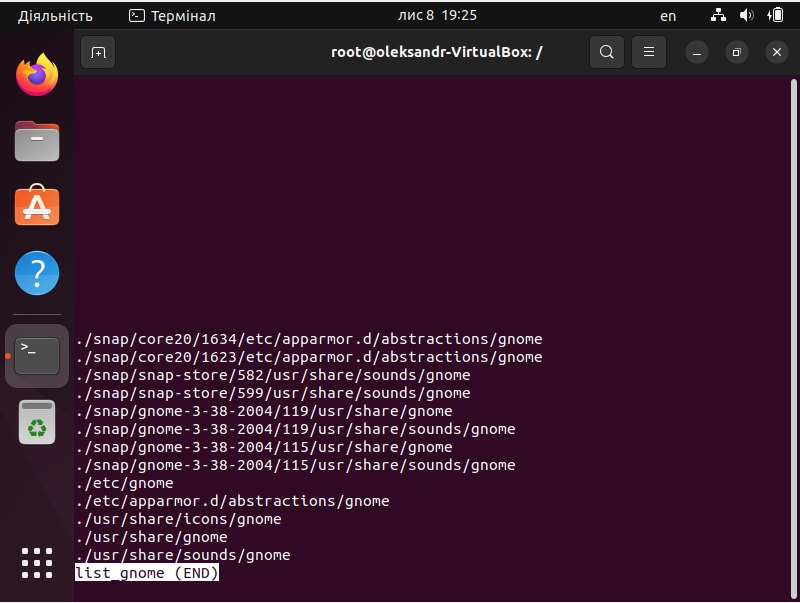 Діяльність
Термінал
лис 8 19:25
en
root@oleksandr-VirtualBox: /
./snap/core20/1634/etc/apparmor.d/abstractions/gnome
./snap/core20/1623/etc/apparmor.d/abstractions/gnome
./snap/snap-store/582/usr/share/sounds/gnome
./snap/snap-store/599/usr/share/sounds/gnome
./snap/gnome-3-38-2004/119/usr/share/gnome
./snap/gnome-3-38-2004/119/usr/share/sounds/gnome
./snap/gnome-3-38-2004/115/usr/share/gnome
./snap/gnome-3-38-2004/115/usr/share/sounds/gnome
./etc/gnome
./etc/apparmor.d/abstractions/gnome
./usr/share/icons/gnome
./usr/share/gnome
./usr/share/sounds/gnome
list_gnome (END)